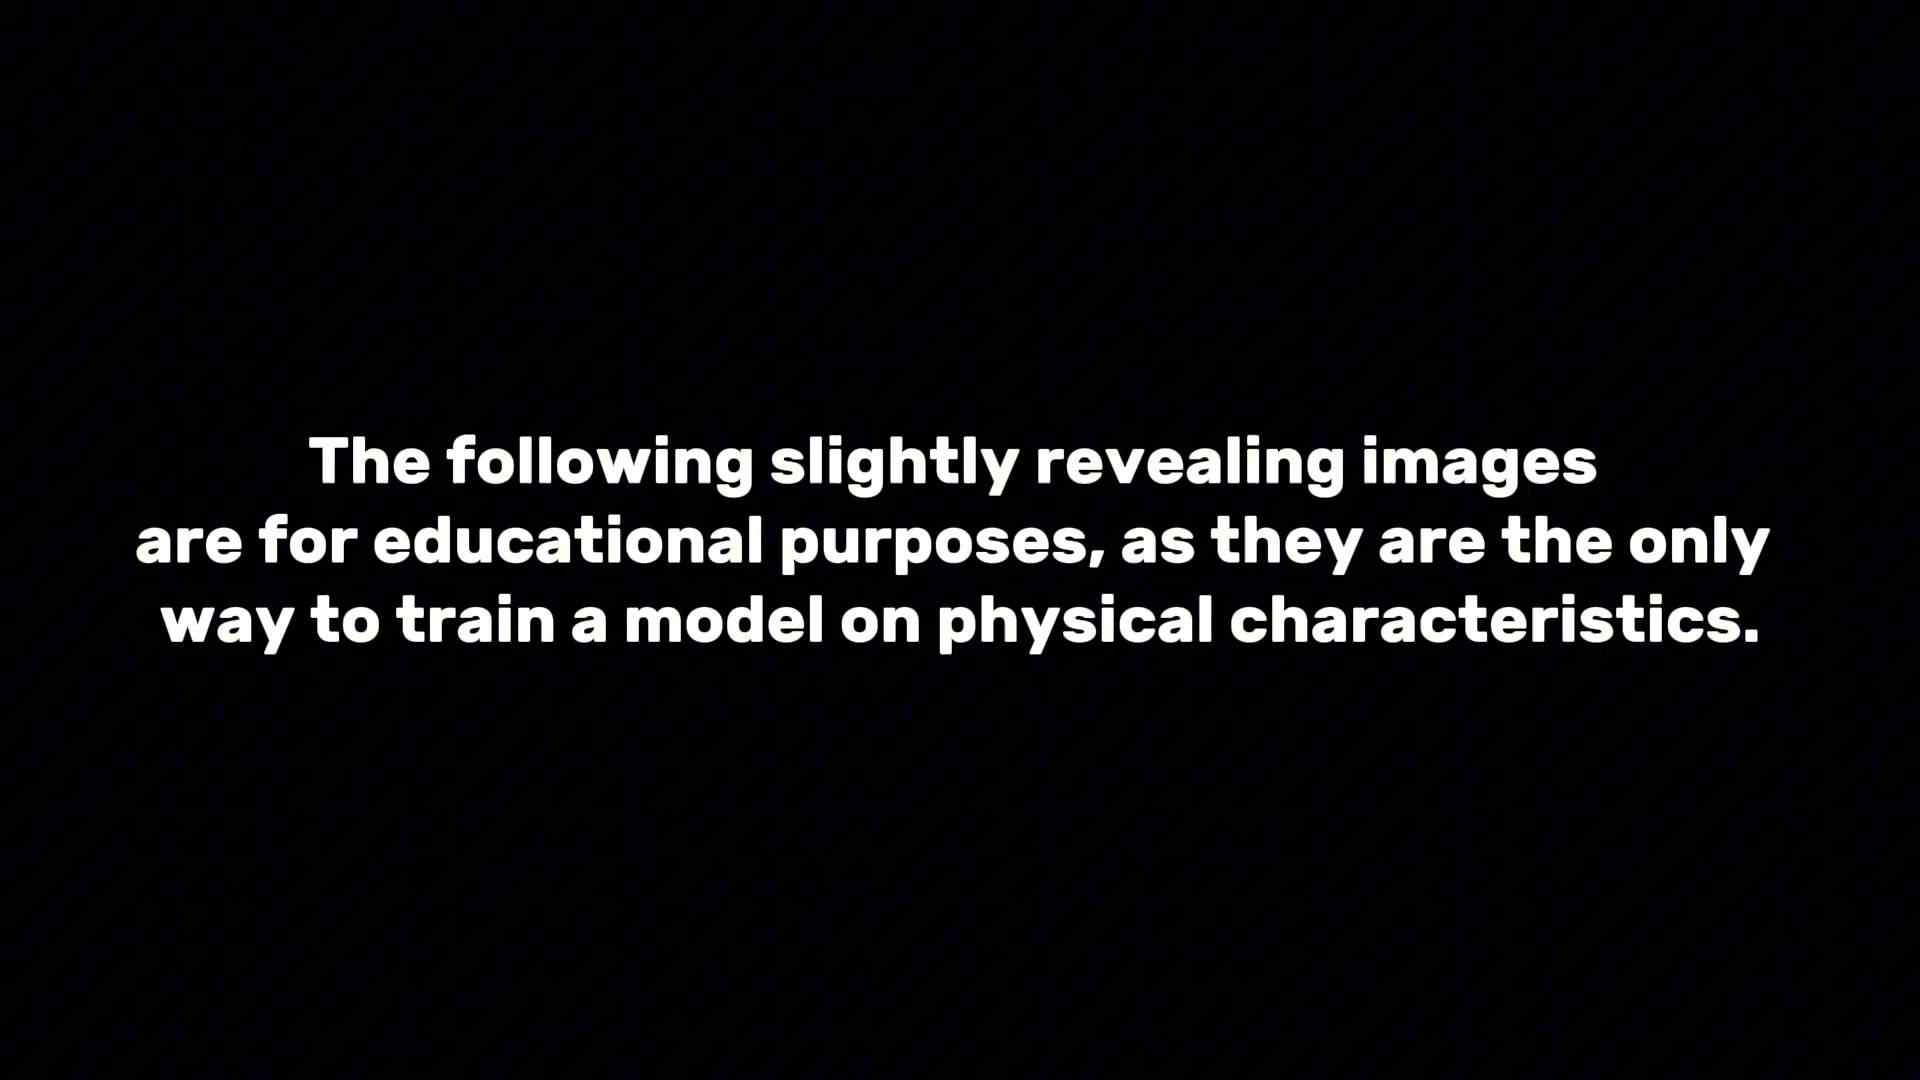 The following slightly revealing images
are for educational purposes, as they are the only
way to train a model on physical characteristics.